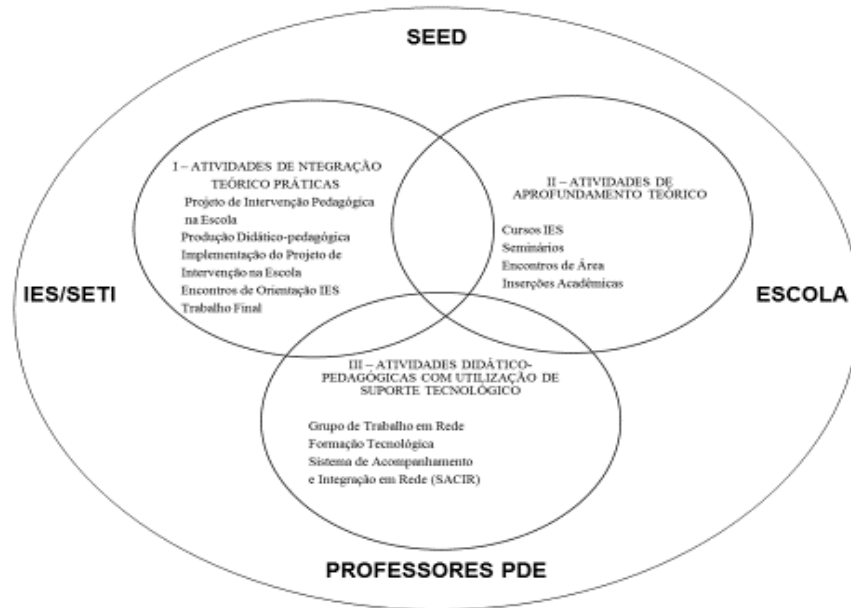 SEED
I – ATIVIDADES DE NTEGRAÇÃO
TEÓRICO PRÁTICAS
Projeto de Intervenção Pedagógica
na Escola
Produção Didático-pedagógica
Implementação do Projeto de
Intervenção na Escola
Encontros de Orientação IES
Trabalho Final
II – ATIVIDADES DE
APROFUNDAMENTO TEÓRICO
Cursos IES
Seminários
Encontros de Área
Inserções Acadêmicas
IES/SETI
ESCOLA
III – ATIVIDADES DIDÁTICO-
PEDAGÓGICAS COM UTILIZAÇÃO DE
SUPORTE TECNOLÓGICO
Grupo de Trabalho em Rede
Formação Tecnológica
Sistema de Acompanhamento
e Integração em Rede (SACIR)
PROFESSORES PDE